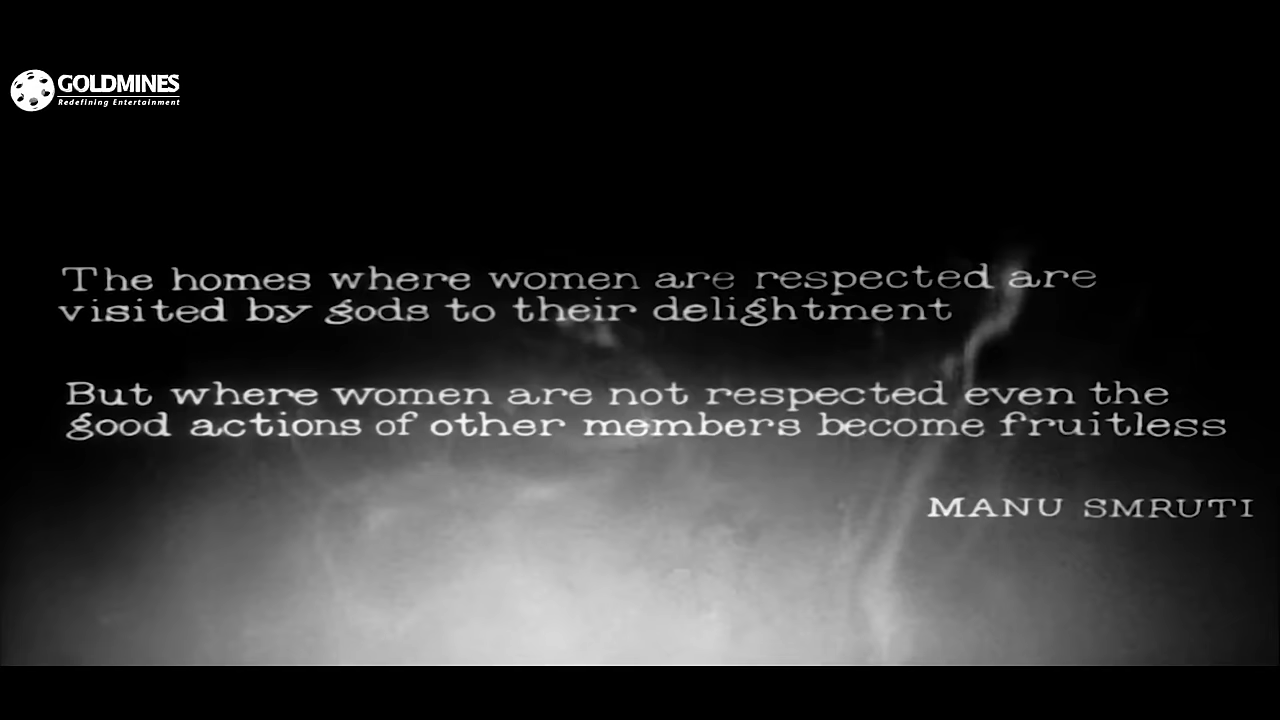 GOLDMINES
Redefining Entertainment
The homes where women are respected are
visited by gods to their delightment
But where women are not respected even the
good actions of other members become fruitless
MANU SMRUTI